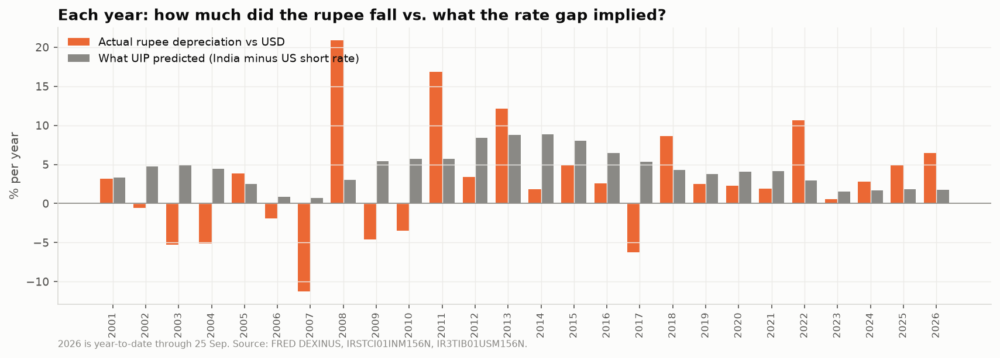 Each year: how much did the rupee fall vs. what the rate gap implied?
Actual rupee depreciation vs USD
What UIP predicted (India minus US short rate)
% per year
20
15
10
5
0
−5
−10
2001 2002 2003 2004 2005 2006 2007 2008 2009 2010 2011 2012 2013 2014 2015 2016 2017 2018 2019 2020 2021 2022 2023 2024 2025 2026
2026 is year-to-date through 25 Sep. Source: FRED DEXINUS, IRSTCI01INM156N, IR3TIB01USM156N.